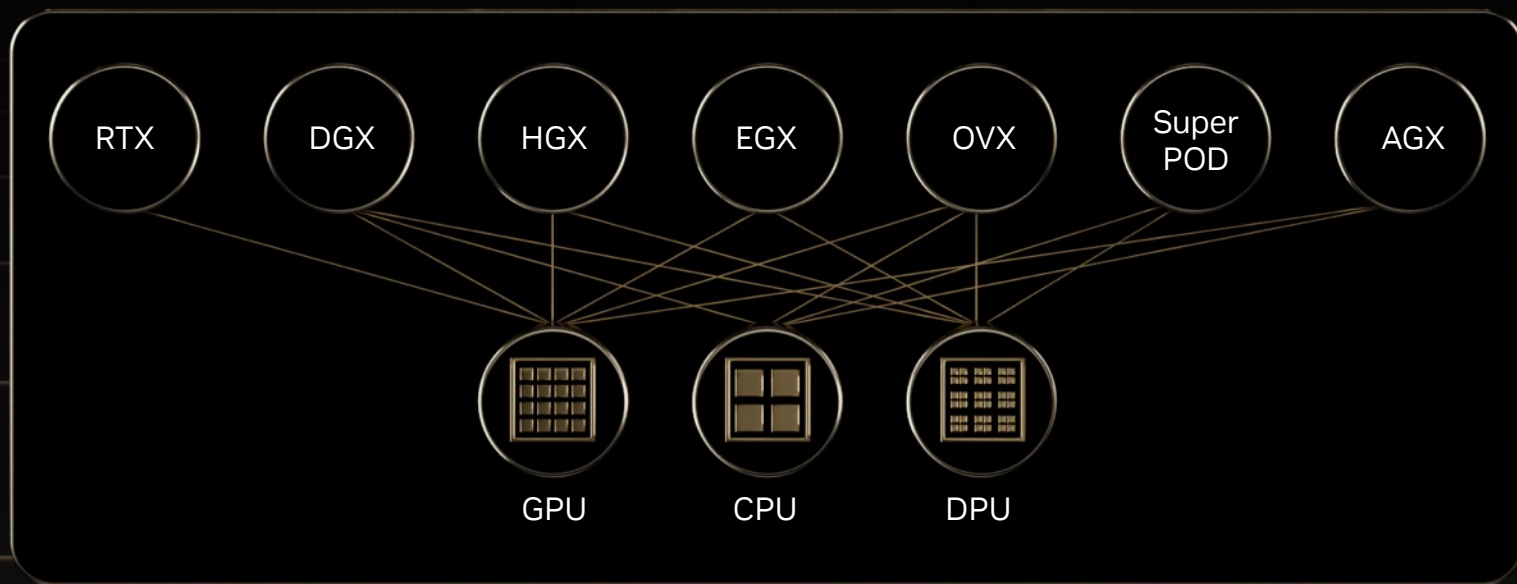 RTX
DGX
HGX
EGX
OVX
Super
POD
AGX
GPU
CPU
DPU